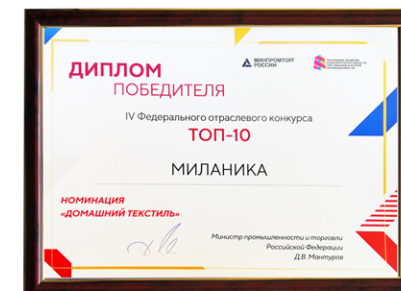 МИНПРОМТОРГ
РОССИИ
ДИПЛОМ
ПОБЕДИТЕЛЯ
IV Федерального отраслевого конкурса
ТОП-10
МИЛАНИКА
НОМИНАЦИЯ
«ДОМАШНИЙ ТЕКСТИЛЬ»
Министр промышленности и торговли
Российской Федерации
Д.В. Мантуров